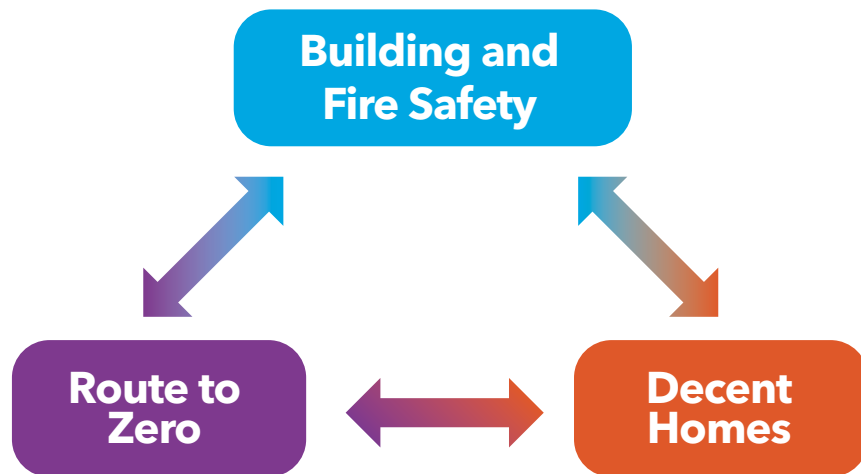 Building and
Fire Safety
Route to
Zero
Decent
Homes